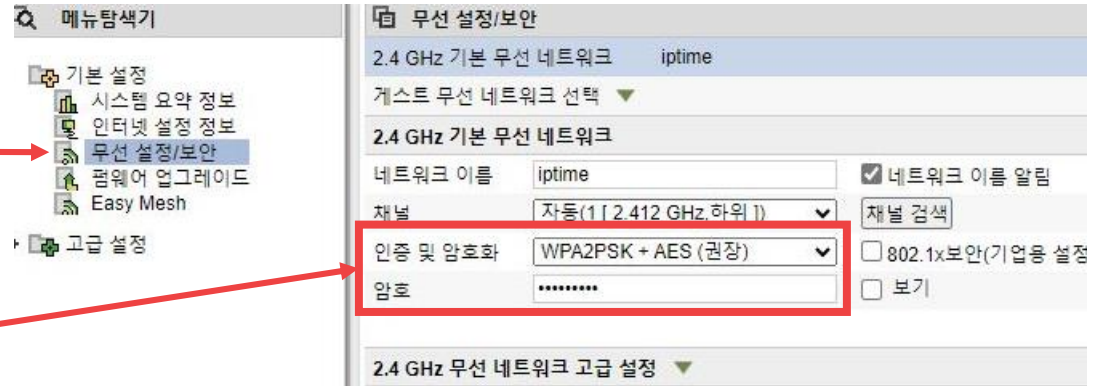 메뉴탐색기
기본 설정
시스템 요약 정보
인터넷 설정 정보
무선 설정/보안
펌웨어 업그레이드
Easy Mesh
고급 설정
무선 설정/보안
2.4 GHz 기본 무선 네트워크 iptime
게스트 무선 네트워크 선택 ▼
2.4 GHz 기본 무선 네트워크
네트워크 이름 iptime 네트워크 이름 알림
채널 자동(1 [ 2.412 GHz,하위 ]) 채널 검색
인증 및 암호화 WPA2PSK + AES (권장) 802.1x보안(기업용 설정
암호 ••••••••• 보기
2.4 GHz 무선 네트워크 고급 설정 ▼